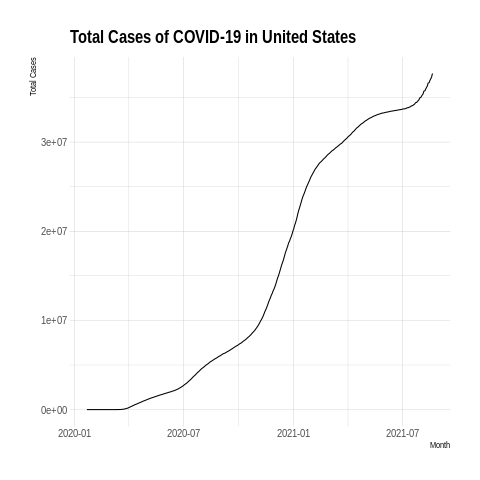 Total Cases of COVID-19 in United States
Total Cases
3e+07
2e+07
1e+07
0e+00
2020-01 2020-07 2021-01 2021-07
Month